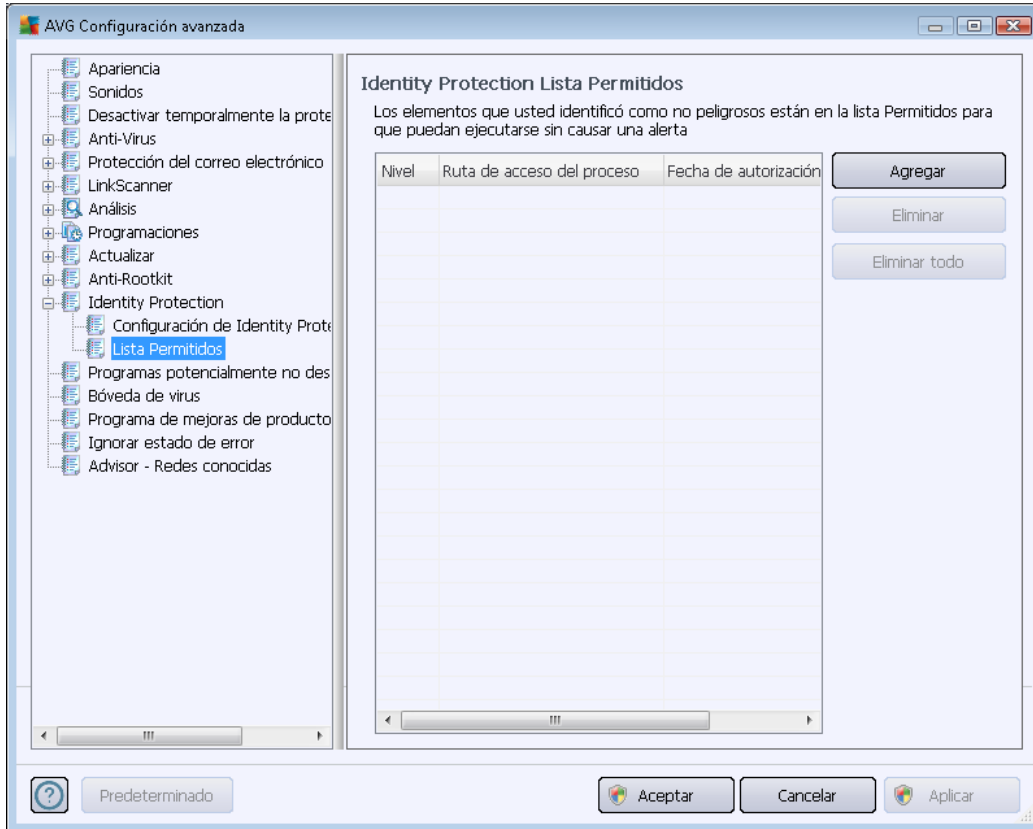 AVG Configuración avanzada
Apariencia
Sonidos
Desactivar temporalmente la prote
Anti-Virus
Protección del correo electrónico
LinkScanner
Análisis
Programaciones
Actualizar
Anti-Rootkit
Identity Protection
Configuración de Identity Prote
Lista Permitidos
Programas potencialmente no des
Bóveda de virus
Programa de mejoras de producto
Ignorar estado de error
Advisor - Redes conocidas
Identity Protection Lista Permitidos
Los elementos que usted identificó como no peligrosos están en la lista Permitidos para
que puedan ejecutarse sin causar una alerta
Nivel Ruta de acceso del proceso Fecha de autorización
Agregar
Eliminar
Eliminar todo
Predeterminado
Aceptar
Cancelar
Aplicar